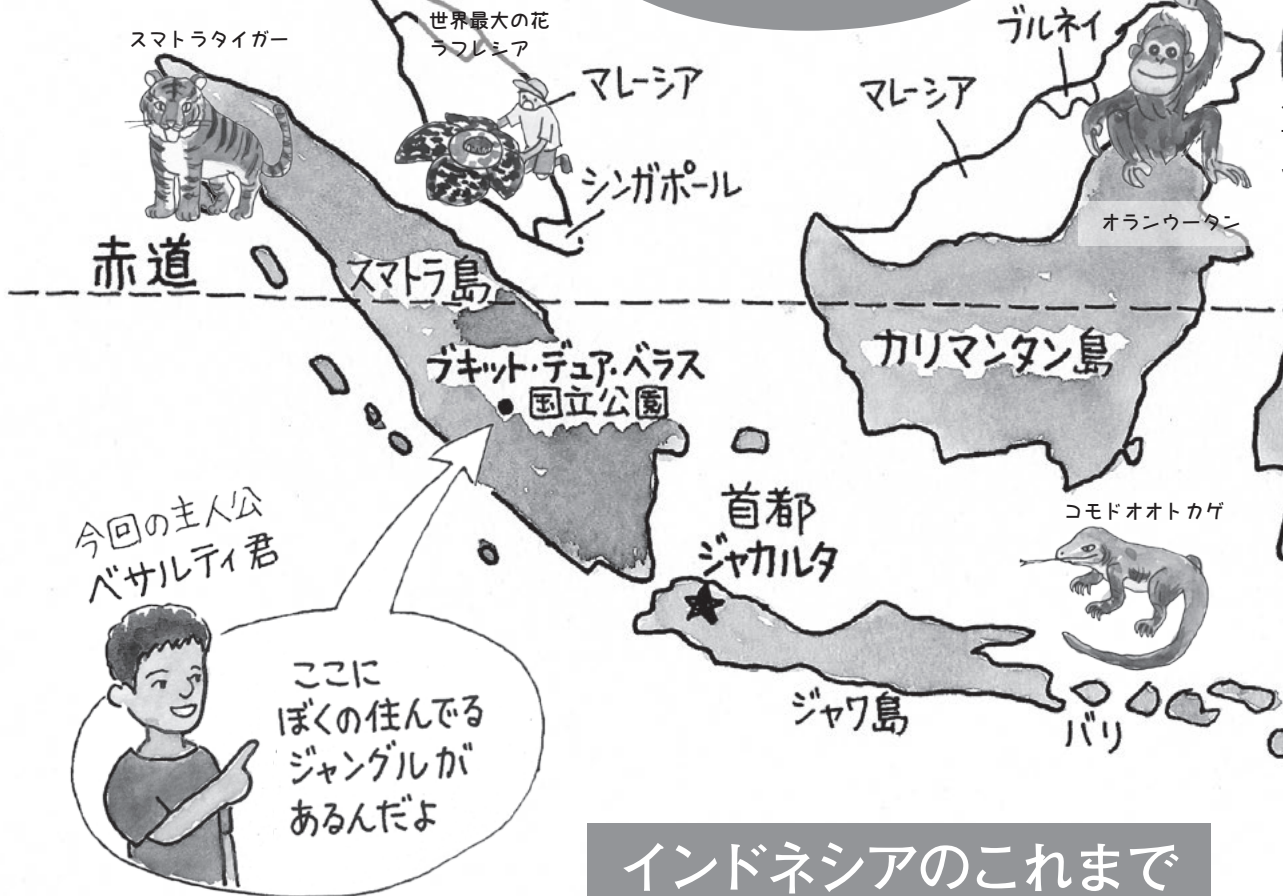 スマトラタイガー
世界最大の花
ラフレシア
マレーシア
シンガポール
マレーシア
ブルネイ
オランウータン
赤道
スマトラ島
ブキット・デュア・ベラス
国立公園
カリマンタン島
今回の主人公
ベサルティ君
ここに
ぼくの住んでる
ジャングルが
あるんだよ
首都
ジャカルタ
ジャワ島
コモドオオトカゲ
バリ
インドネシアのこれまで